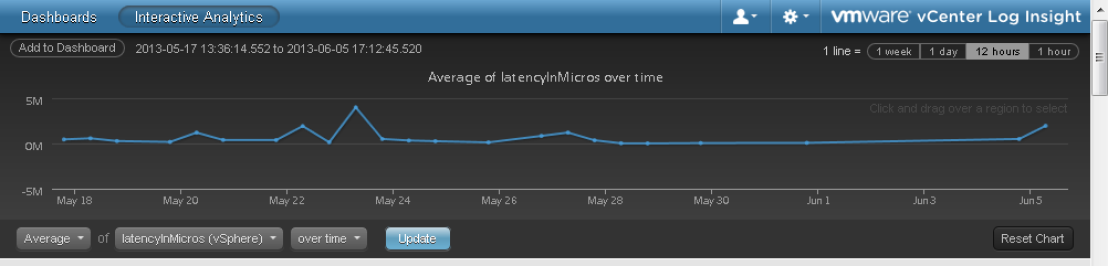 Dashboards Interactive Analytics vmware vCenter Log Insight
Add to Dashboard 2013-05-17 13:36:14.552 to 2013-06-05 17:12:45.520 1 line = 1 week 1 day 12 hours 1 hour
Average of latencyInMicros over time
Click and drag over a region to select
5M
0M
-5M
May 18 May 20 May 22 May 24 May 26 May 28 May 30 Jun 1 Jun 3 Jun 5
Average of latencyInMicros (vSphere) over time Update Reset Chart